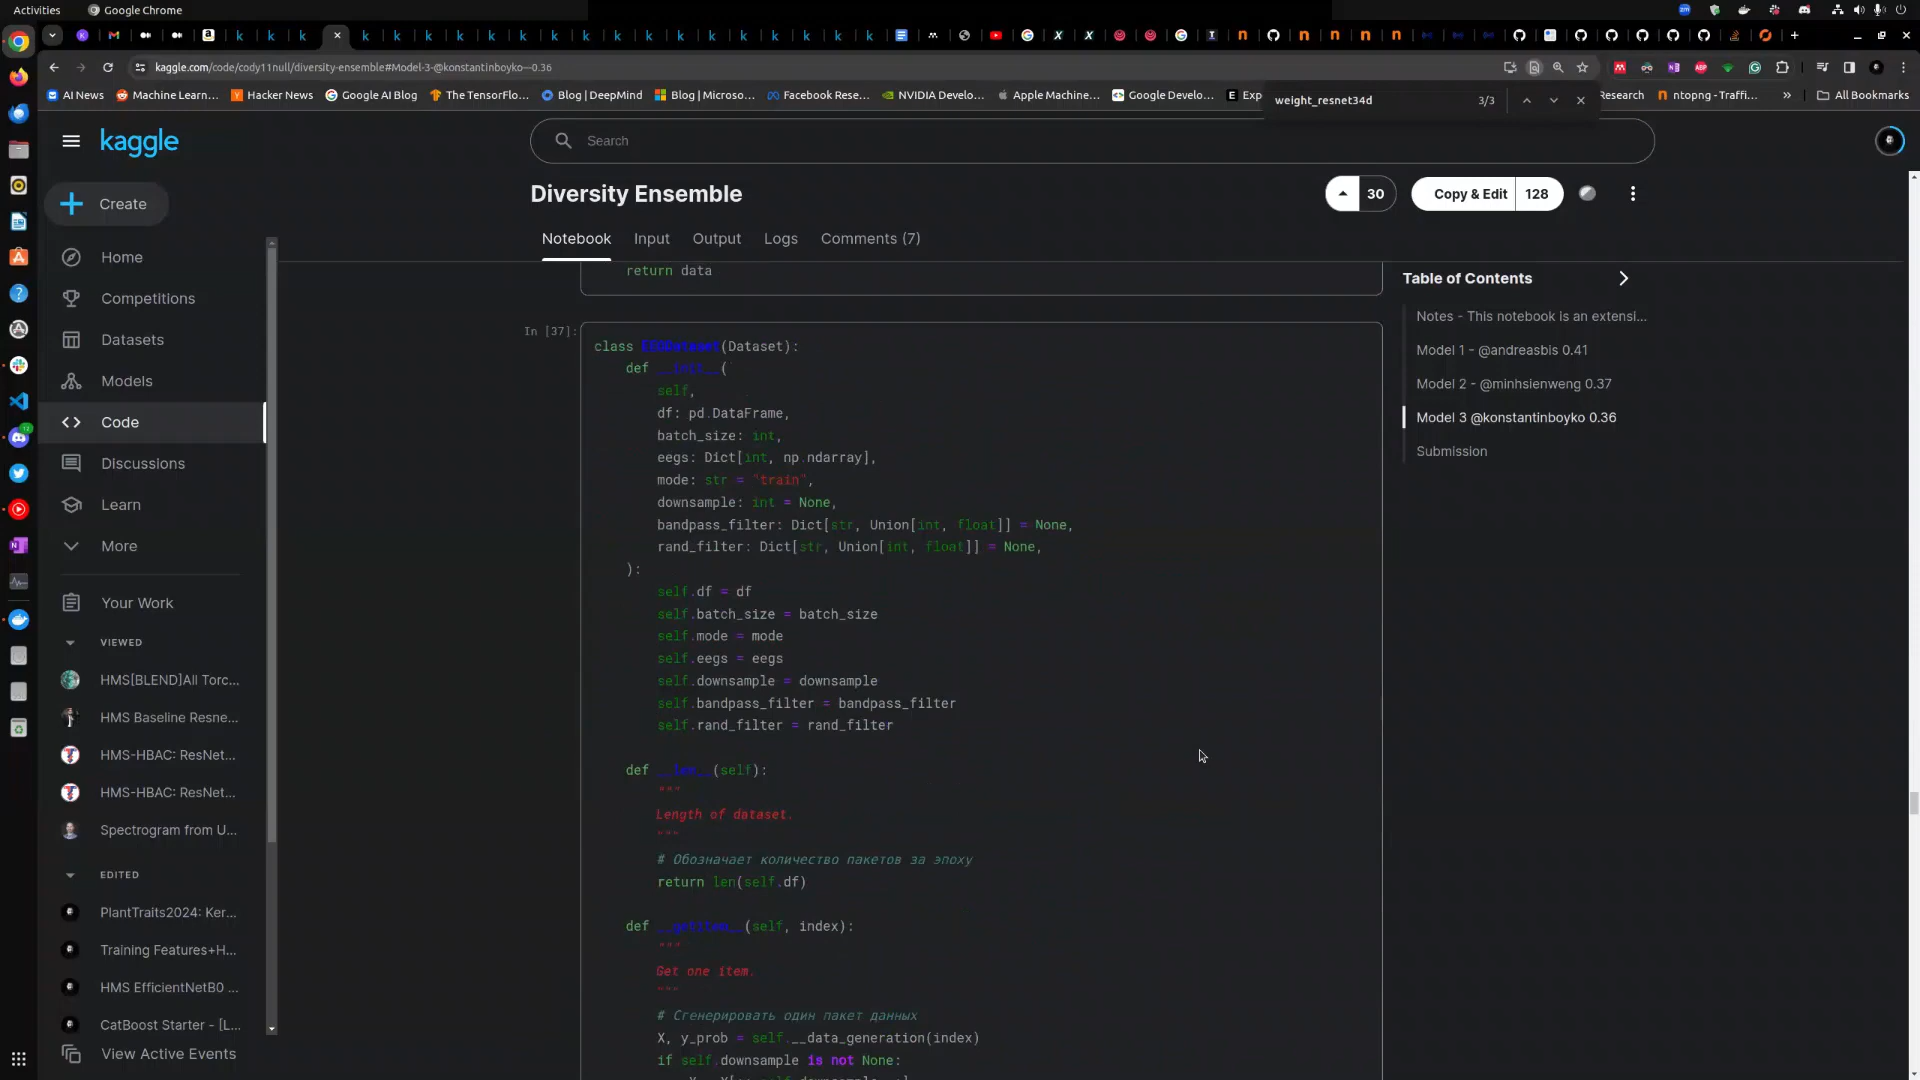 Activities
Google Chrome
kaggle.com/code/cody11null/diversity-ensemble#Model-3-@konstantinboyko—0.36
AI News
Machine Learn...
Hacker News
Google AI Blog
The TensorFlo...
Blog | DeepMind
Blog | Microso...
Facebook Rese...
NVIDIA Develo...
Apple Machine...
Google Develo...
Exp
Research
ntopng - Traffi...
»
All Bookmarks
weight_resnet34d
3/3
kaggle
Search
Create
Diversity Ensemble
30
Copy & Edit
128
Notebook
Input
Output
Logs
Comments (7)
Home
Competitions
Datasets
Models
Code
Discussions
Learn
More
Your Work
VIEWED
HMS[BLEND]All Torc...
HMS Baseline Resne...
HMS-HBAC: ResNet...
HMS-HBAC: ResNet...
Spectrogram from U...
EDITED
PlantTraits2024: Ker...
Training Features+H...
HMS EfficientNetB0 ...
CatBoost Starter - [L...
View Active Events
return data
In [37]:
class EEGDataset(Dataset):
def __init__(
self,
df: pd.DataFrame,
batch_size: int,
eegs: Dict[int, np.ndarray],
mode: str = "train",
downsample: int = None,
bandpass_filter: Dict[str, Union[int, float]] = None,
rand_filter: Dict[str, Union[int, float]] = None,
):
self.df = df
self.batch_size = batch_size
self.mode = mode
self.eegs = eegs
self.downsample = downsample
self.bandpass_filter = bandpass_filter
self.rand_filter = rand_filter
def __len__(self):
"""
Length of dataset.
"""
# Обозначает количество пакетов за эпоху
return len(self.df)
def __getitem__(self, index):
"""
Get one item.
"""
# Сгенерировать один пакет данных
X, y_prob = self.__data_generation(index)
if self.downsample is not None:
Table of Contents
Notes - This notebook is an extensi...
Model 1 - @andreasbis 0.41
Model 2 - @minhsienweng 0.37
Model 3 @konstantinboyko 0.36
Submission